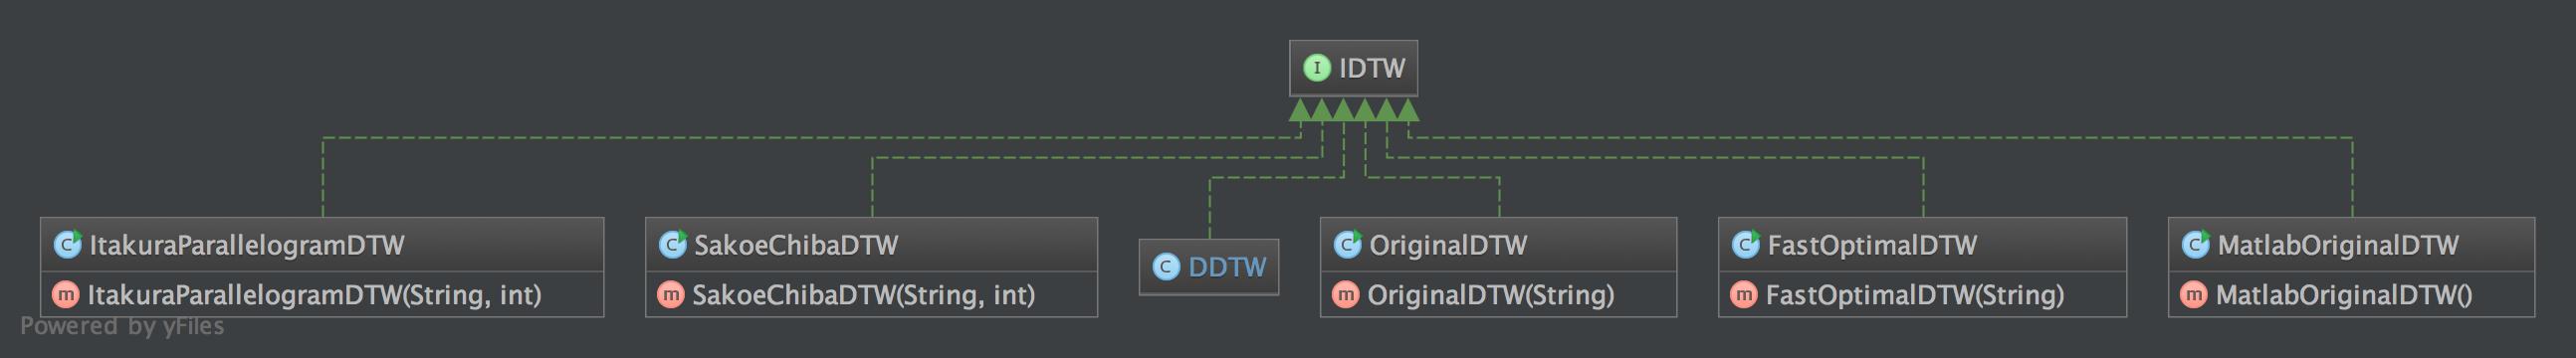 I IDTW
C ItakuraParallelogramDTW
m ItakuraParallelogramDTW(String, int)
C SakoeChibaDTW
m SakoeChibaDTW(String, int)
C DDTW
C OriginalDTW
m OriginalDTW(String)
C FastOptimalDTW
m FastOptimalDTW(String)
C MatlabOriginalDTW
m MatlabOriginalDTW()
Powered by yFiles